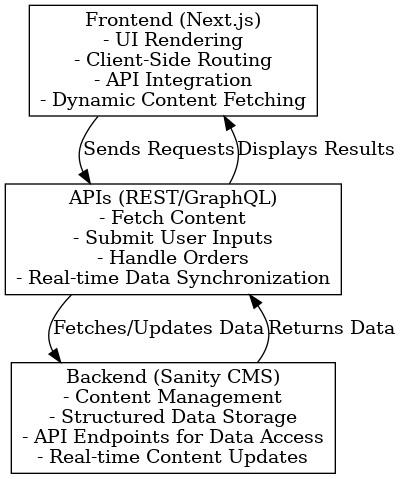 Frontend (Next.js)
- UI Rendering
- Client-Side Routing
- API Integration
- Dynamic Content Fetching
Sends Requests
Displays Results
APIs (REST/GraphQL)
- Fetch Content
- Submit User Inputs
- Handle Orders
- Real-time Data Synchronization
Fetches/Updates Data
Returns Data
Backend (Sanity CMS)
- Content Management
- Structured Data Storage
- API Endpoints for Data Access
- Real-time Content Updates